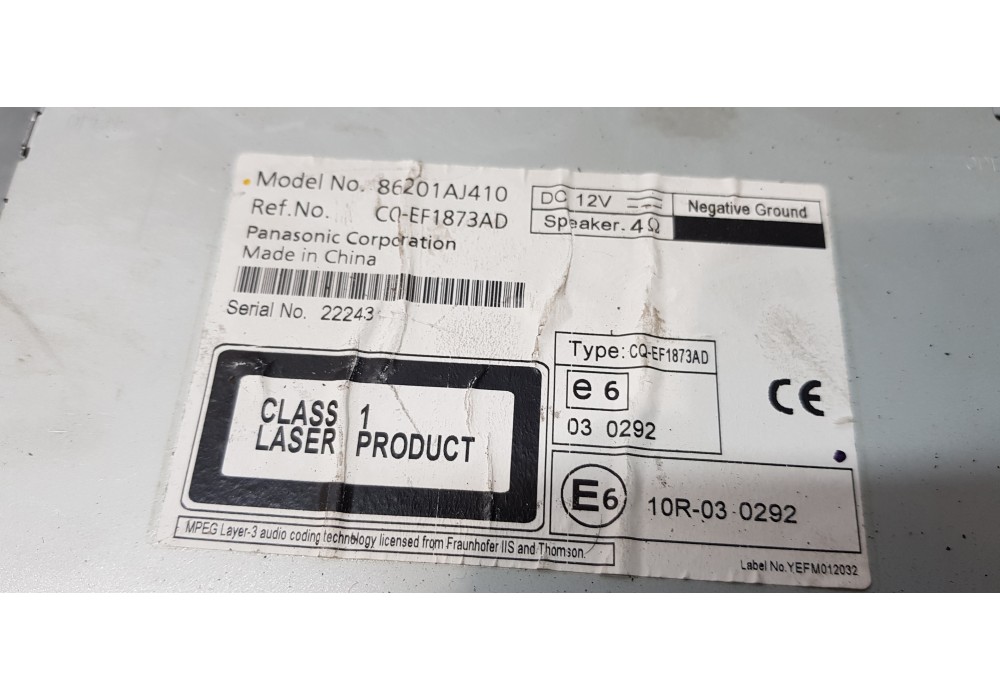 Model No. 86201AJ410
Ref.No. CQ-EF1873AD
Panasonic Corporation
Made in China
Serial No. 22243
DC 12V
Negative Ground
Speaker. 4Ω
Type: CQ-EF1873AD
e 6
03 0292
CE
CLASS 1
LASER PRODUCT
E6 10R-03 0292
MPEG Layer-3 audio coding technology licensed from Fraunhofer IIS and Thomson.
Label No.YEFM012032